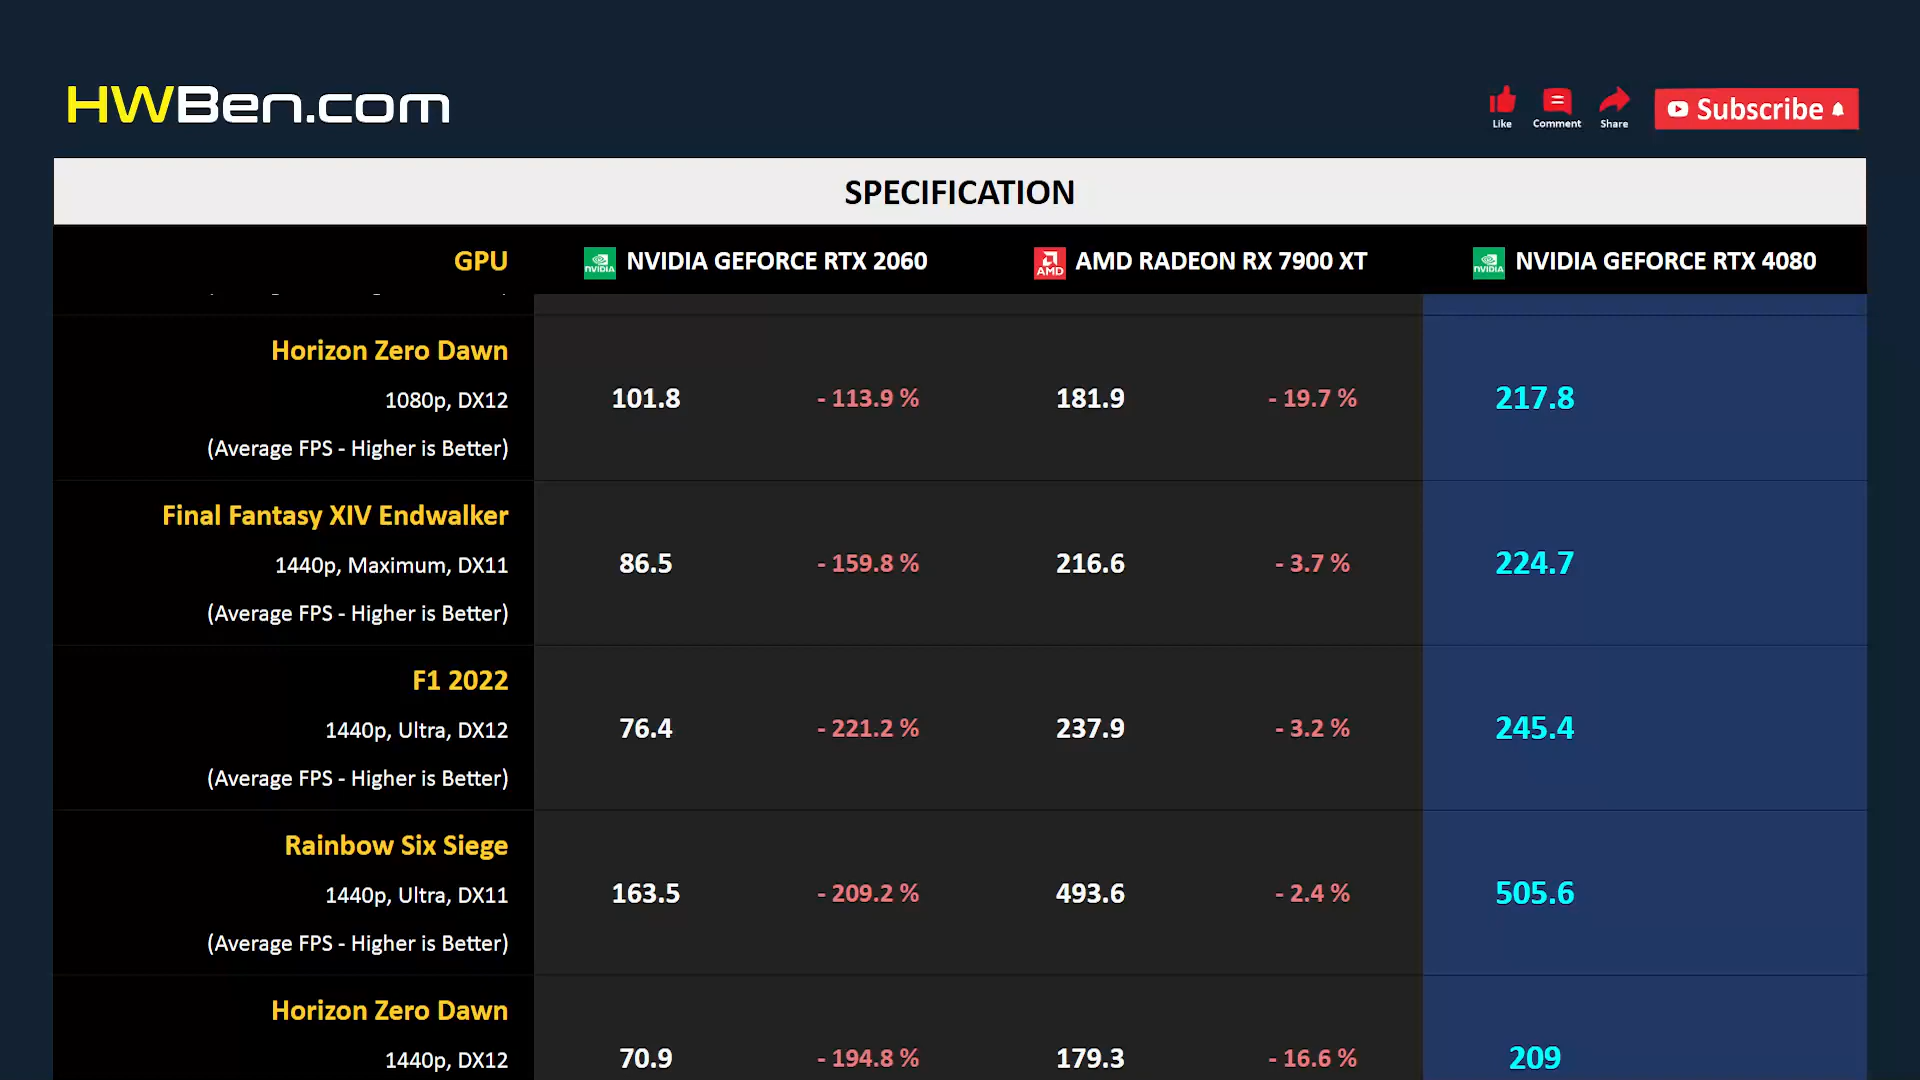 HWBen.com
Like
Comment
Share
Subscribe
SPECIFICATION
GPU
NVIDIA NVIDIA GEFORCE RTX 2060
AMD AMD RADEON RX 7900 XT
NVIDIA NVIDIA GEFORCE RTX 4080
Horizon Zero Dawn
1080p, DX12
(Average FPS - Higher is Better)
101.8
- 113.9 %
181.9
- 19.7 %
217.8
Final Fantasy XIV Endwalker
1440p, Maximum, DX11
(Average FPS - Higher is Better)
86.5
- 159.8 %
216.6
- 3.7 %
224.7
F1 2022
1440p, Ultra, DX12
(Average FPS - Higher is Better)
76.4
- 221.2 %
237.9
- 3.2 %
245.4
Rainbow Six Siege
1440p, Ultra, DX11
(Average FPS - Higher is Better)
163.5
- 209.2 %
493.6
- 2.4 %
505.6
Horizon Zero Dawn
1440p, DX12
70.9
- 194.8 %
179.3
- 16.6 %
209